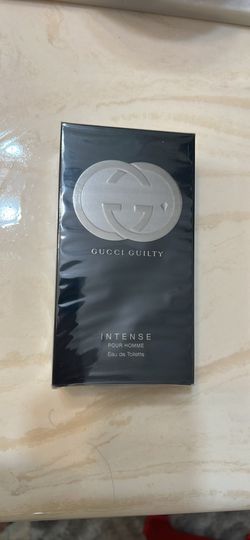 GUCCI GUILTY
INTENSE
POUR HOMME
Eau de Toilette